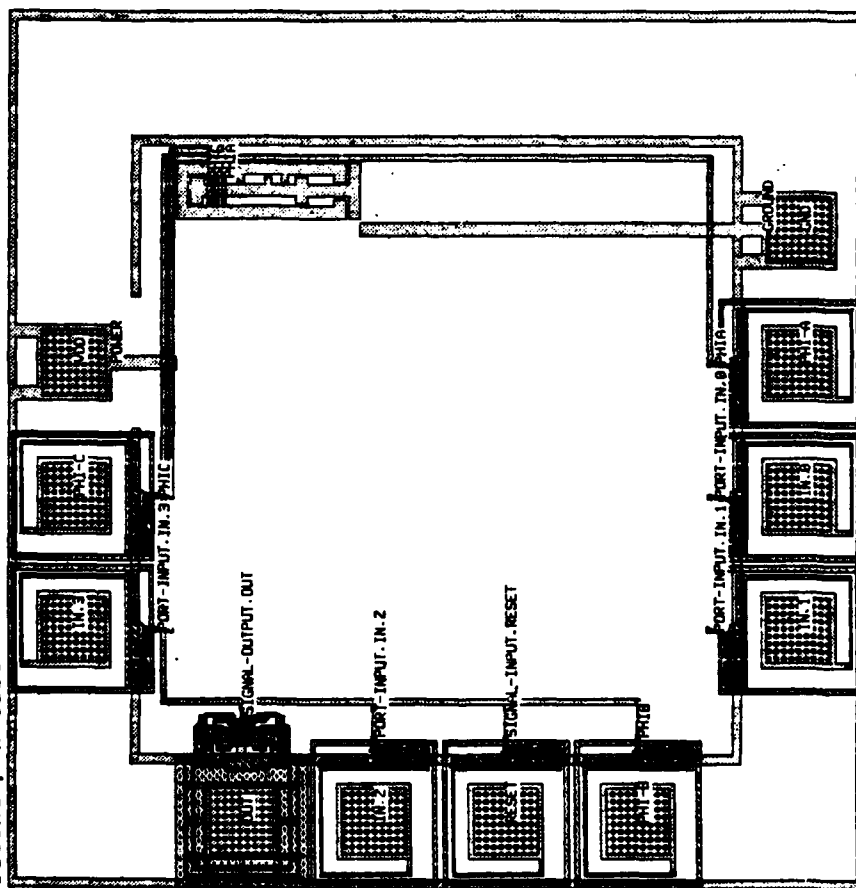 PHIA
GROUND
GND
VDD
POWER
PHI-A
PHIA
PORT-INPUT.IN.0
IN.0
PHI-C
PHIC
PORT-INPUT.IN.3
IN.3
PORT-INPUT.IN.1
IN.1
SIGNAL-OUTPUT.OUT
OUT
PORT-INPUT.IN.2
IN.2
SIGNAL-INPUT.RESET
RESET
PHIB
PHI-B